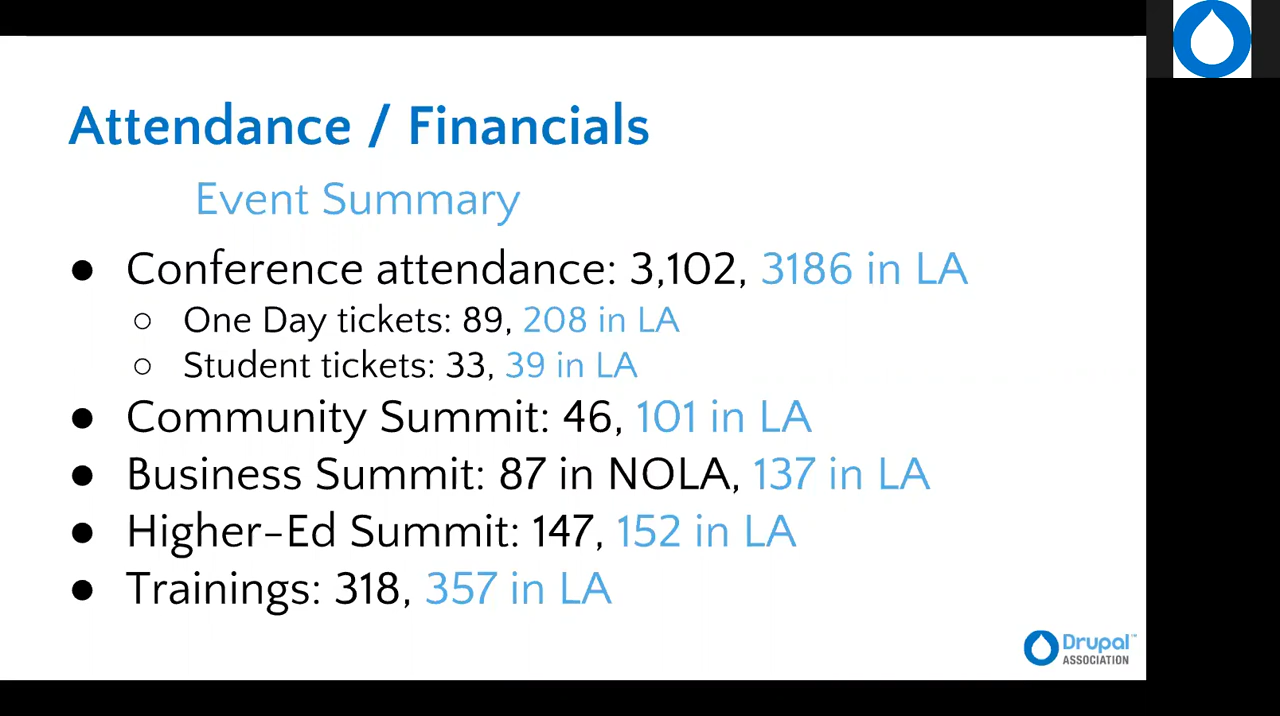 Attendance / Financials
Event Summary
● Conference attendance: 3,102, 3186 in LA
○ One Day tickets: 89, 208 in LA
○ Student tickets: 33, 39 in LA
● Community Summit: 46, 101 in LA
● Business Summit: 87 in NOLA, 137 in LA
● Higher-Ed Summit: 147, 152 in LA
● Trainings: 318, 357 in LA
Drupal™
ASSOCIATION